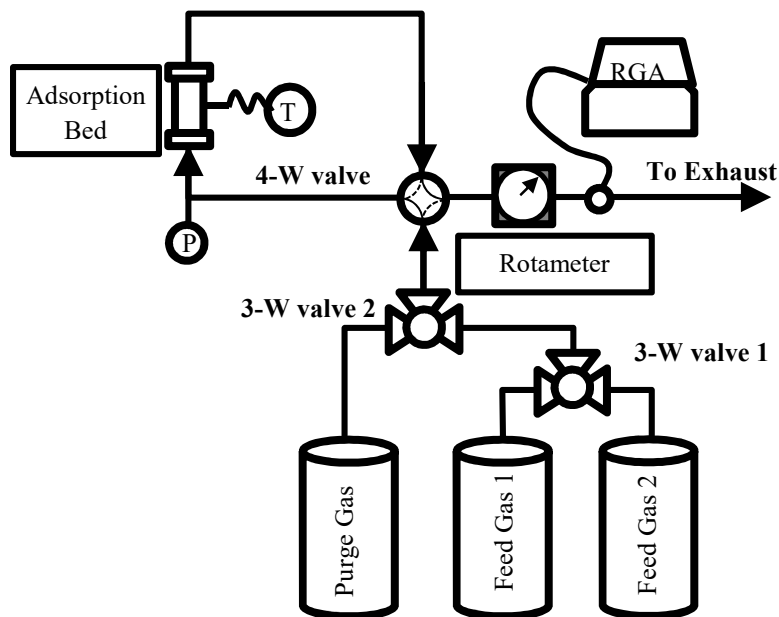 RGA
Adsorption
Bed
T
4-W valve
To Exhaust
P
Rotameter
3-W valve 2
3-W valve 1
Purge Gas
Feed Gas 1
Feed Gas 2